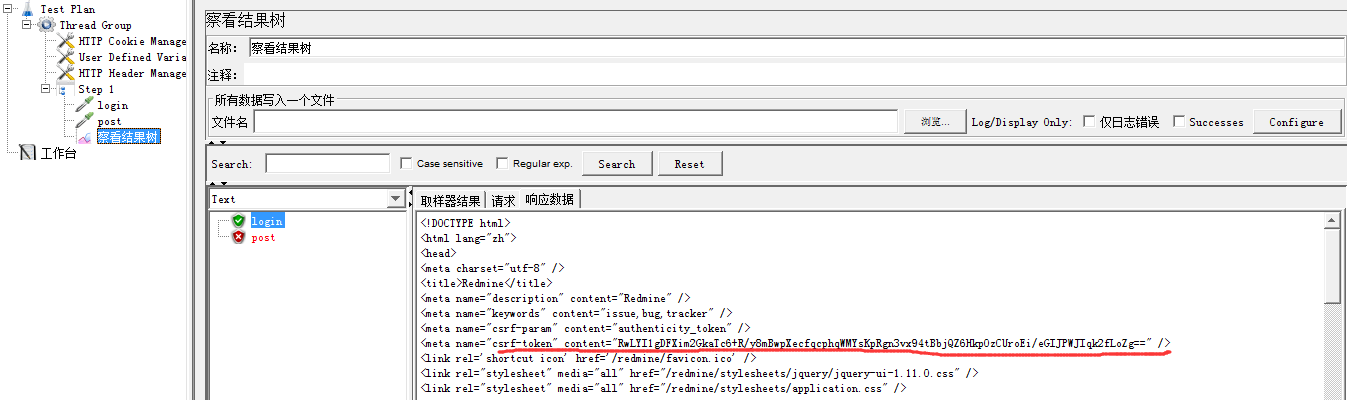 Test Plan
Thread Group
HTTP Cookie Manage
User Defined Varia
HTTP Header Manage
Step 1
login
post
察看结果树
工作台
察看结果树
名称： 察看结果树
注释：
所有数据写入一个文件
文件名 浏览... Log/Display Only: 仅日志错误 Successes Configure
Search: Case sensitive Regular exp. Search Reset
Text
login
post
取样器结果 请求 响应数据
<!DOCTYPE html>
<html lang="zh">
<head>
<meta charset="utf-8" />
<title>Redmine</title>
<meta name="description" content="Redmine" />
<meta name="keywords" content="issue,bug,tracker" />
<meta name="csrf-param" content="authenticity_token" />
<meta name="csrf-token" content="RwLYI1gDFXim2GkaIc6+R/y8mBwpXecfqcphqWMYsKpRgn3vx94tBbjQZ6HkpOzCUroEi/eGIJPWJIqk2fLoZg==" />
<link rel='shortcut icon' href='/redmine/favicon.ico' />
<link rel="stylesheet" media="all" href="/redmine/stylesheets/jquery/jquery-ui-1.11.0.css" />
<link rel="stylesheet" media="all" href="/redmine/stylesheets/application.css" />